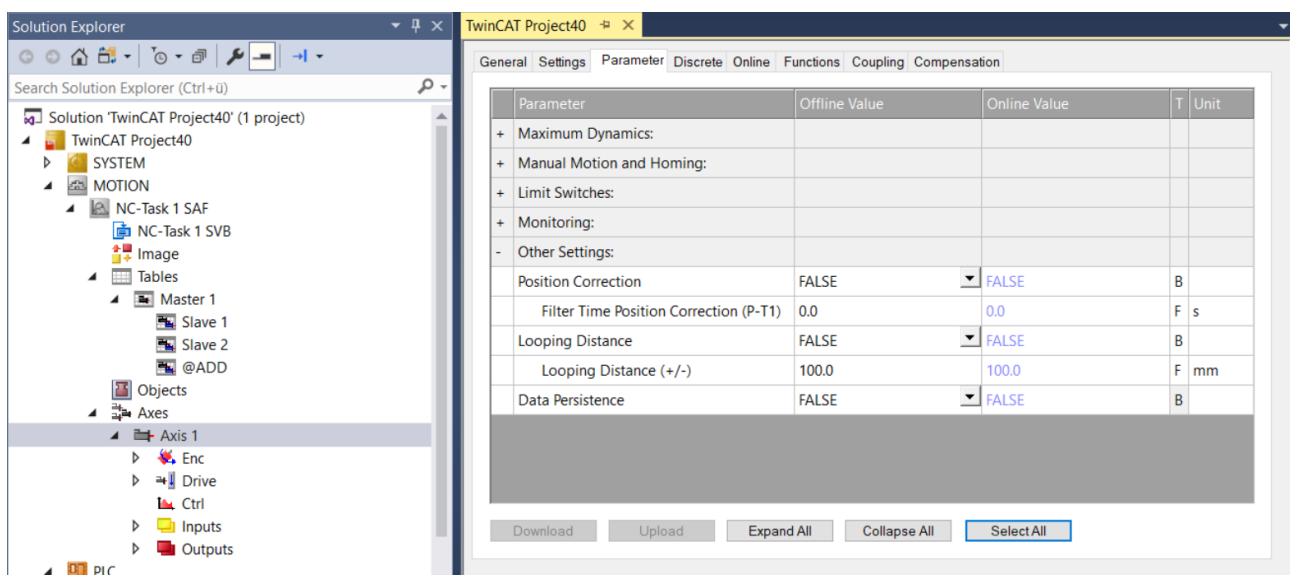 Solution Explorer
Search Solution Explorer (Ctrl+ü)
Solution 'TwinCAT Project40' (1 project)
TwinCAT Project40
SYSTEM
MOTION
NC-Task 1 SAF
NC-Task 1 SVB
Image
Tables
Master 1
Slave 1
Slave 2
@ADD
Objects
Axes
Axis 1
Enc
Drive
Ctrl
Inputs
Outputs
PLC
TwinCAT Project40
General Settings Parameter Discrete Online Functions Coupling Compensation
Parameter Offline Value Online Value T Unit
+ Maximum Dynamics:
+ Manual Motion and Homing:
+ Limit Switches:
+ Monitoring:
- Other Settings:
Position Correction FALSE FALSE B
Filter Time Position Correction (P-T1) 0.0 0.0 F s
Looping Distance FALSE FALSE B
Looping Distance (+/-) 100.0 100.0 F mm
Data Persistence FALSE FALSE B
Download Upload Expand All Collapse All Select All